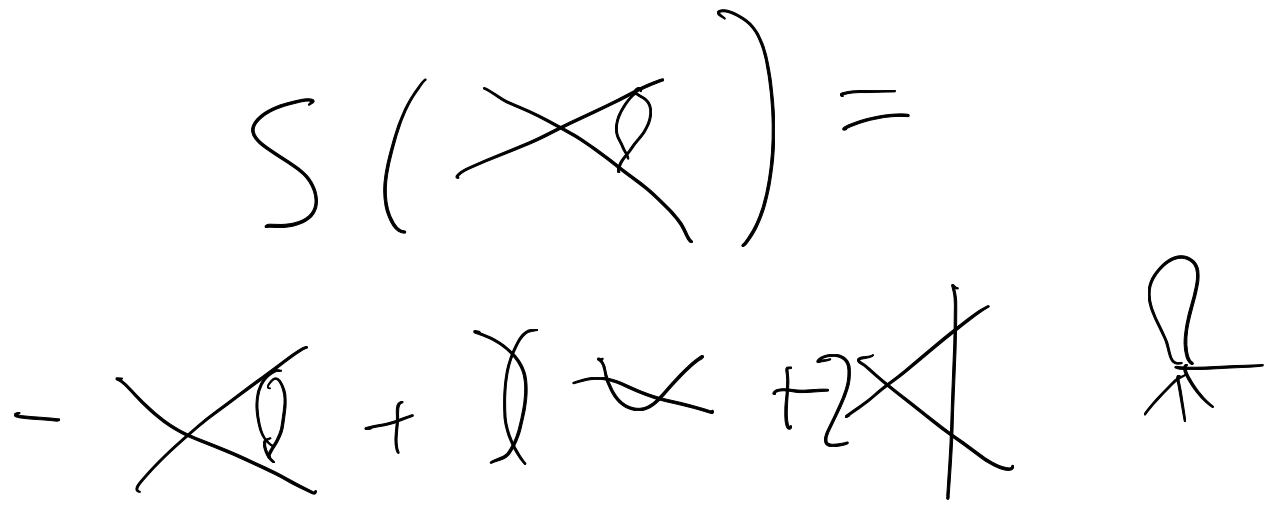 S( ) =
- + + 2